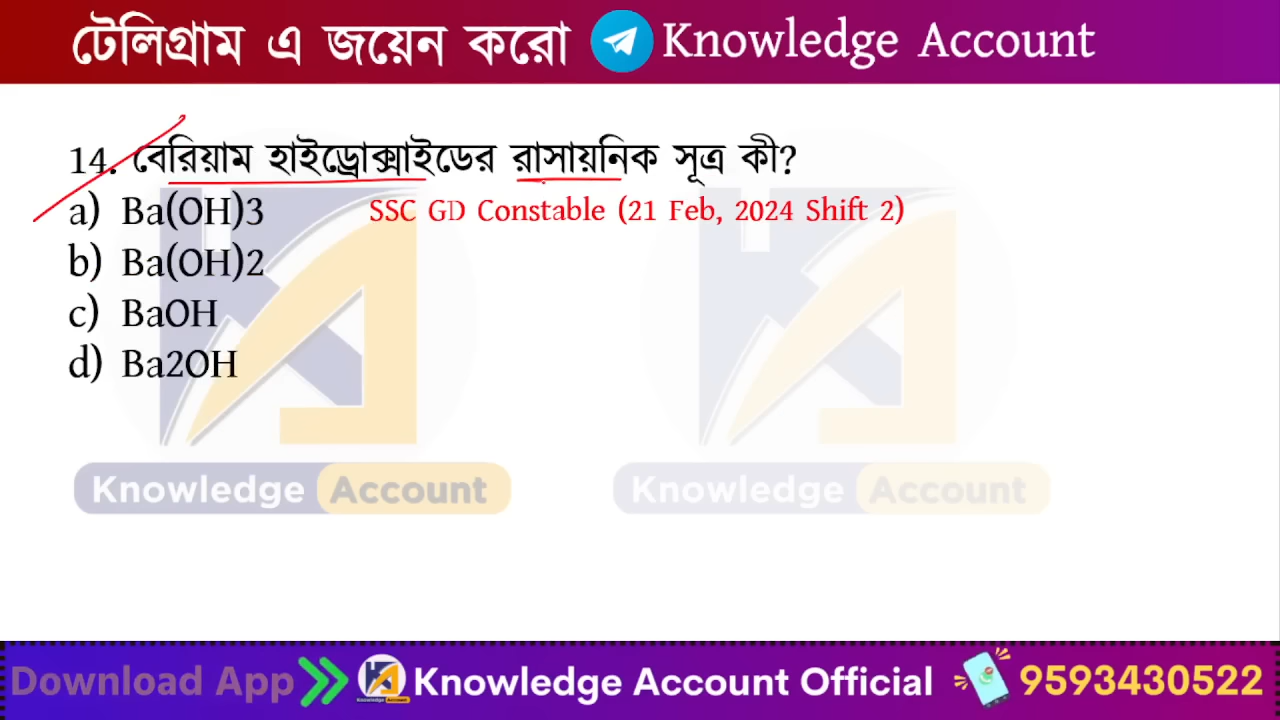 টেলিগ্রাম এ জয়েন করো Knowledge Account
14. বেরিয়াম হাইড্রোক্সাইডের রাসায়নিক সূত্র কী?
a) Ba(OH)3 SSC GD Constable (21 Feb, 2024 Shift 2)
b) Ba(OH)2
c) BaOH
d) Ba2OH
Knowledge Account Knowledge Account
Download App Knowledge Account Official 9593430522